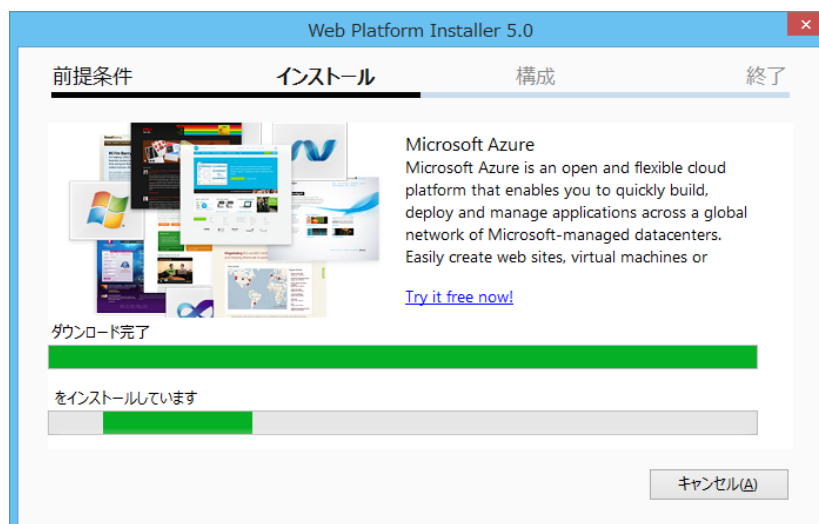 Web Platform Installer 5.0
前提条件 インストール 構成 終了
Microsoft Azure
Microsoft Azure is an open and flexible cloud
platform that enables you to quickly build,
deploy and manage applications across a global
network of Microsoft-managed datacenters.
Easily create web sites, virtual machines or
Try it free now!
ダウンロード完了
をインストールしています
キャンセル(A)